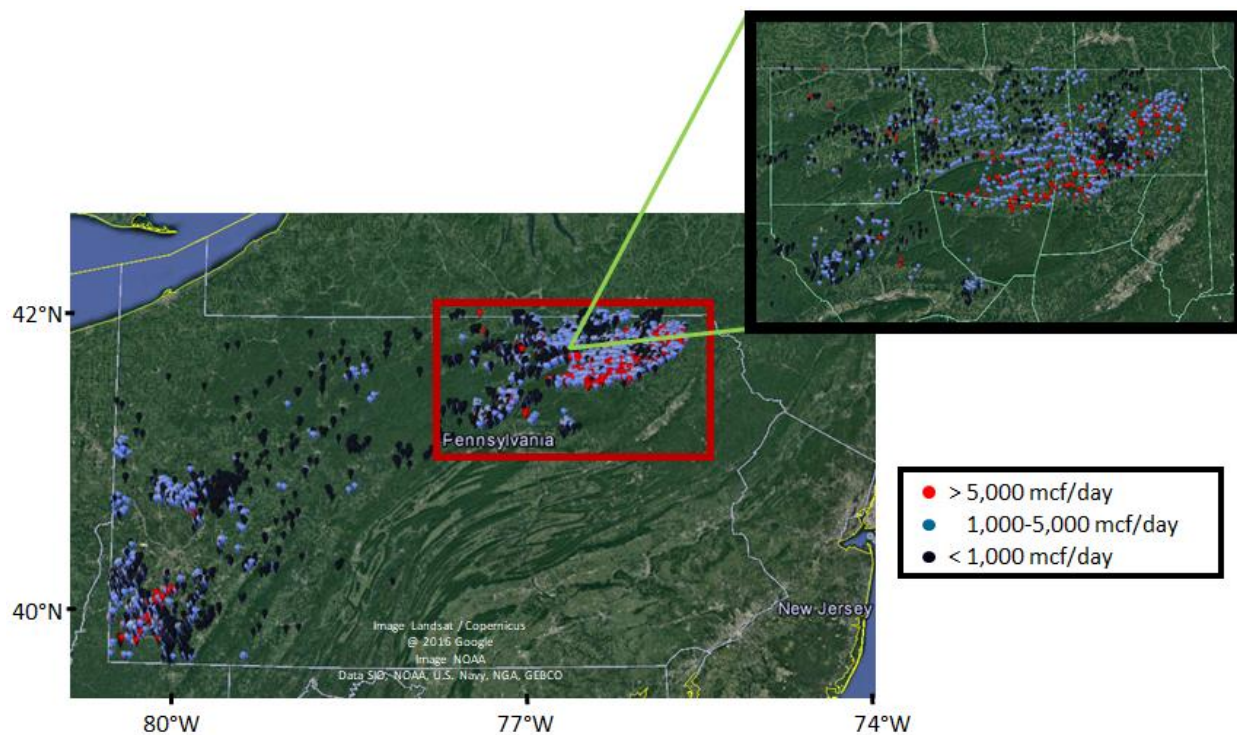 42°N
40°N
80°W
77°W
74°W
Pennsylvania
New Jersey
Image Landsat / Copernicus
@ 2016 Google
Image NOAA
Data SIO, NOAA, U.S. Navy, NGA, GEBCO
> 5,000 mcf/day
1,000-5,000 mcf/day
< 1,000 mcf/day